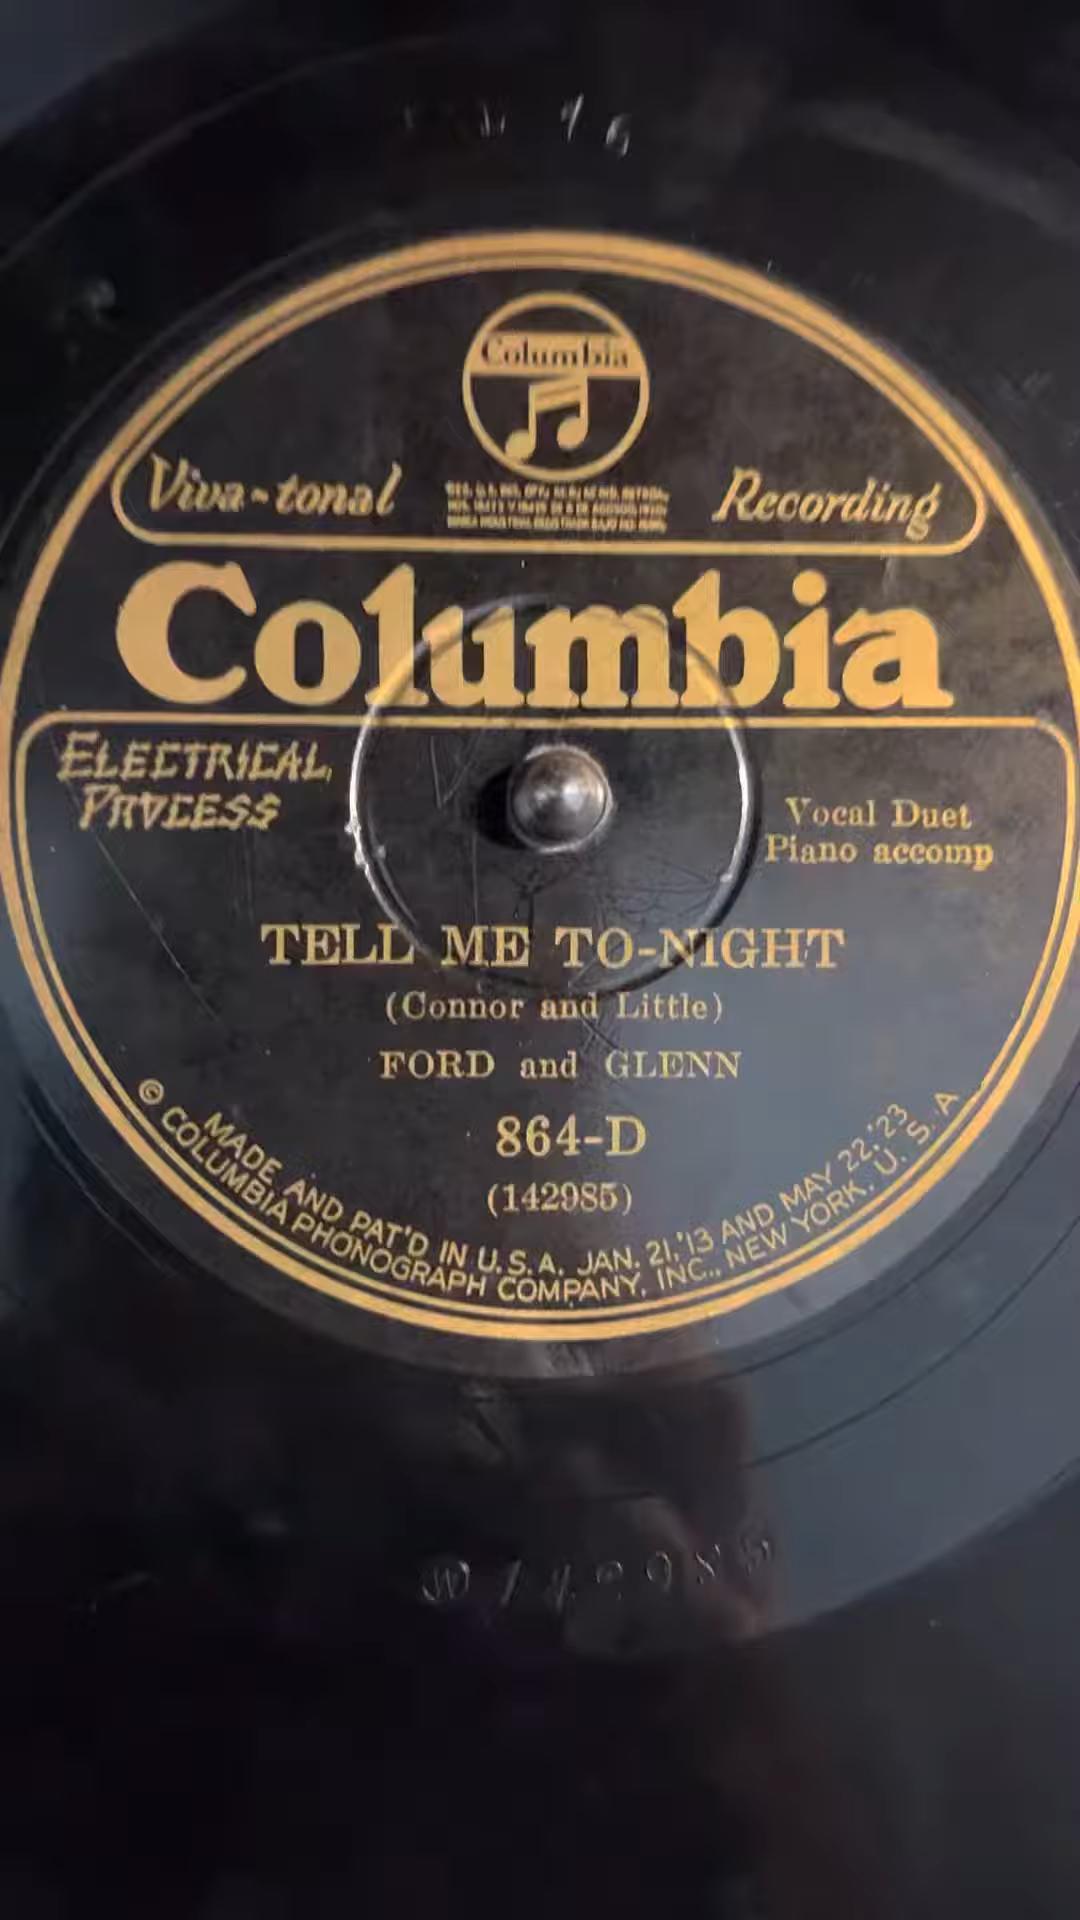 Columbia
Viva-tonal Recording
Columbia
ELECTRICAL
PROCESS
Vocal Duet
Piano accomp
TELL ME TO-NIGHT
(Connor and Little)
FORD and GLENN
864-D
(142985)
MADE AND PAT'D IN U.S.A. JAN. 21,'13 AND MAY 22,'23
© COLUMBIA PHONOGRAPH COMPANY, INC., NEW YORK, U.S.A
W142985